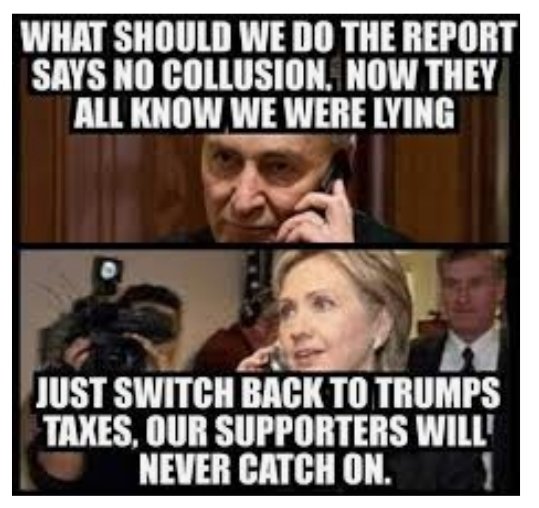 WHAT SHOULD WE DO THE REPORT
SAYS NO COLLUSION. NOW THEY
ALL KNOW WE WERE LYING
JUST SWITCH BACK TO TRUMPS
TAXES, OUR SUPPORTERS WILL
NEVER CATCH ON.